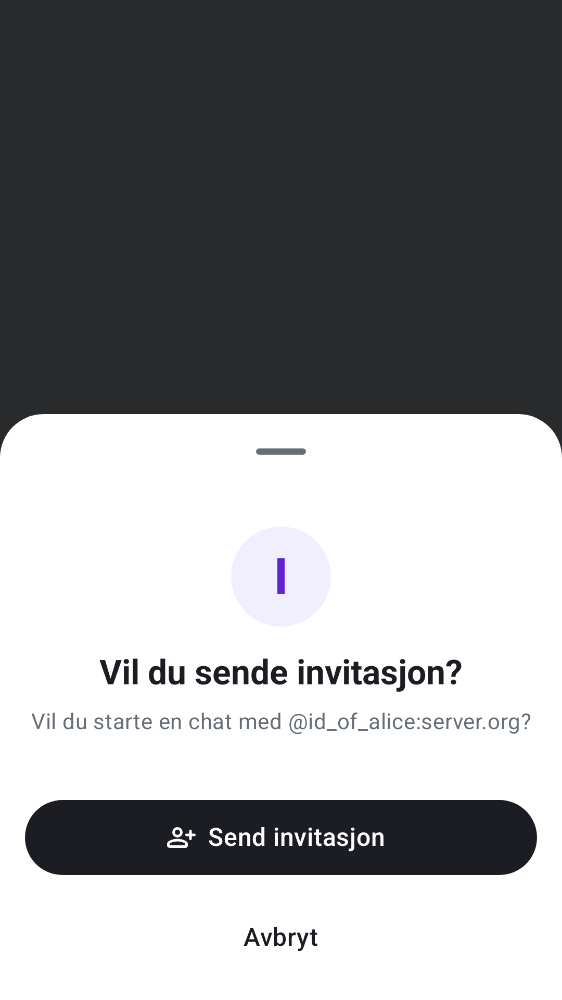 I
Vil du sende invitasjon?
Vil du starte en chat med @id_of_alice:server.org?
Send invitasjon
Avbryt